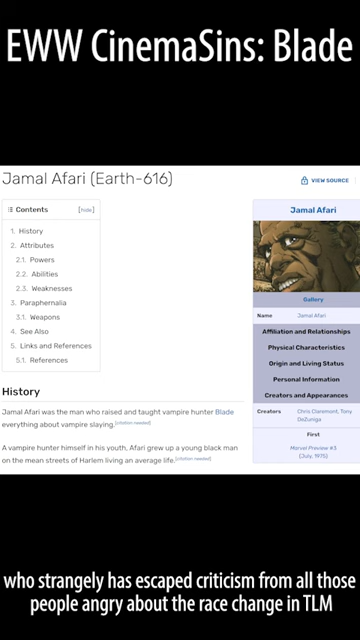 EWW CinemaSins: Blade
Jamal Afari (Earth-616)
VIEW SOURCE
Contents [hide]
1. History
2. Attributes
2.1. Powers
2.2. Abilities
2.3. Weaknesses
3. Paraphernalia
3.1. Weapons
4. See Also
5. Links and References
5.1. References
Jamal Afari
Gallery
Name Jamal Afari
Affiliation and Relationships
Physical Characteristics
Origin and Living Status
Personal Information
Creators and Appearances
Creators Chris Claremont, Tony
DeZuniga
First
Marvel Preview #3
(July, 1975)
History
Jamal Afari was the man who raised and taught vampire hunter Blade
everything about vampire slaying.[citation needed]
A vampire hunter himself in his youth, Afari grew up a young black man
on the mean streets of Harlem living an average life.[citation needed]
who strangely has escaped criticism from all those
people angry about the race change in TLM